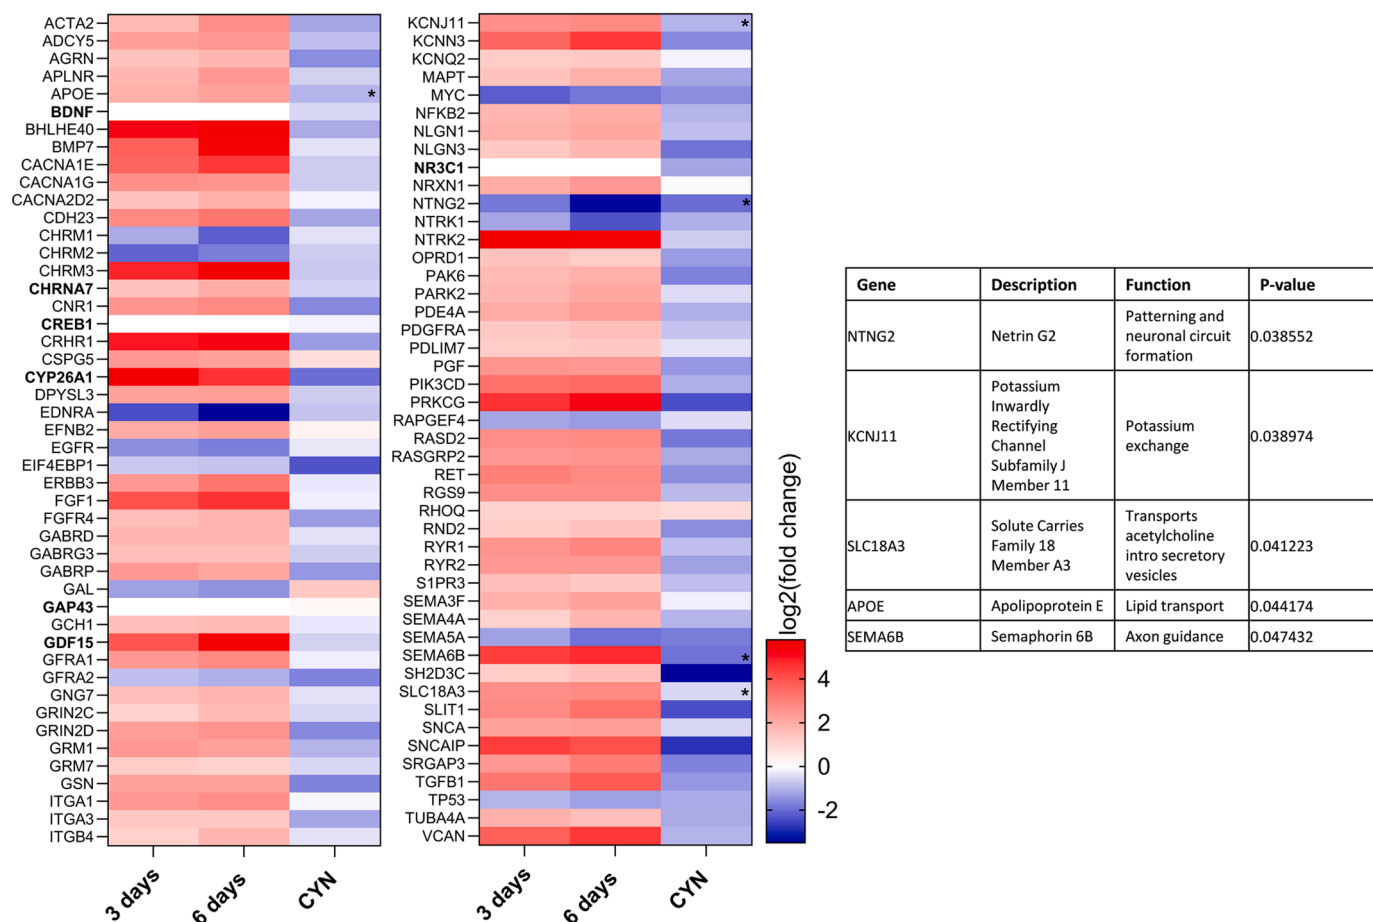 ACTA2
ADCY5
AGRN
APLNR
APOE
*
BDNF
BHLHE40
BMP7
CACNA1E
CACNA1G
CACNA2D2
CDH23
CHRM1
CHRM2
CHRM3
CHRNA7
CNR1
CREB1
CRHR1
CSPG5
CYP26A1
DPYSL3
EDNRA
EFNB2
EGFR
EIF4EBP1
ERBB3
FGF1
FGFR4
GABRD
GABRG3
GABRP
GAL
GAP43
GCH1
GDF15
GFRA1
GFRA2
GNG7
GRIN2C
GRIN2D
GRM1
GRM7
GSN
ITGA1
ITGA3
ITGB4
3 days
6 days
CYN
KCNJ11
*
KCNN3
KCNQ2
MAPT
MYC
NFKB2
NLGN1
NLGN3
NR3C1
NRXN1
NTNG2
*
NTRK1
NTRK2
OPRD1
PAK6
PARK2
PDE4A
PDGFRA
PDLIM7
PGF
PIK3CD
PRKCG
RAPGEF4
RASD2
RASGRP2
RET
RGS9
RHOQ
RND2
RYR1
RYR2
S1PR3
SEMA3F
SEMA4A
SEMA5A
SEMA6B
*
SH2D3C
SLC18A3
*
SLIT1
SNCA
SNCAIP
SRGAP3
TGFB1
TP53
TUBA4A
VCAN
3 days
6 days
CYN
log2(fold change)
4
2
0
-2
Gene Description Function P-value
NTNG2
Netrin G2
Patterning and
neuronal circuit
formation
0.038552
KCNJ11
Potassium
Inwardly
Rectifying
Channel
Subfamily J
Member 11
Potassium
exchange
0.038974
SLC18A3
Solute Carries
Family 18
Member A3
Transports
acetylcholine
intro secretory
vesicles
0.041223
APOE Apolipoprotein E Lipid transport 0.044174
SEMA6B Semaphorin 6B Axon guidance 0.047432